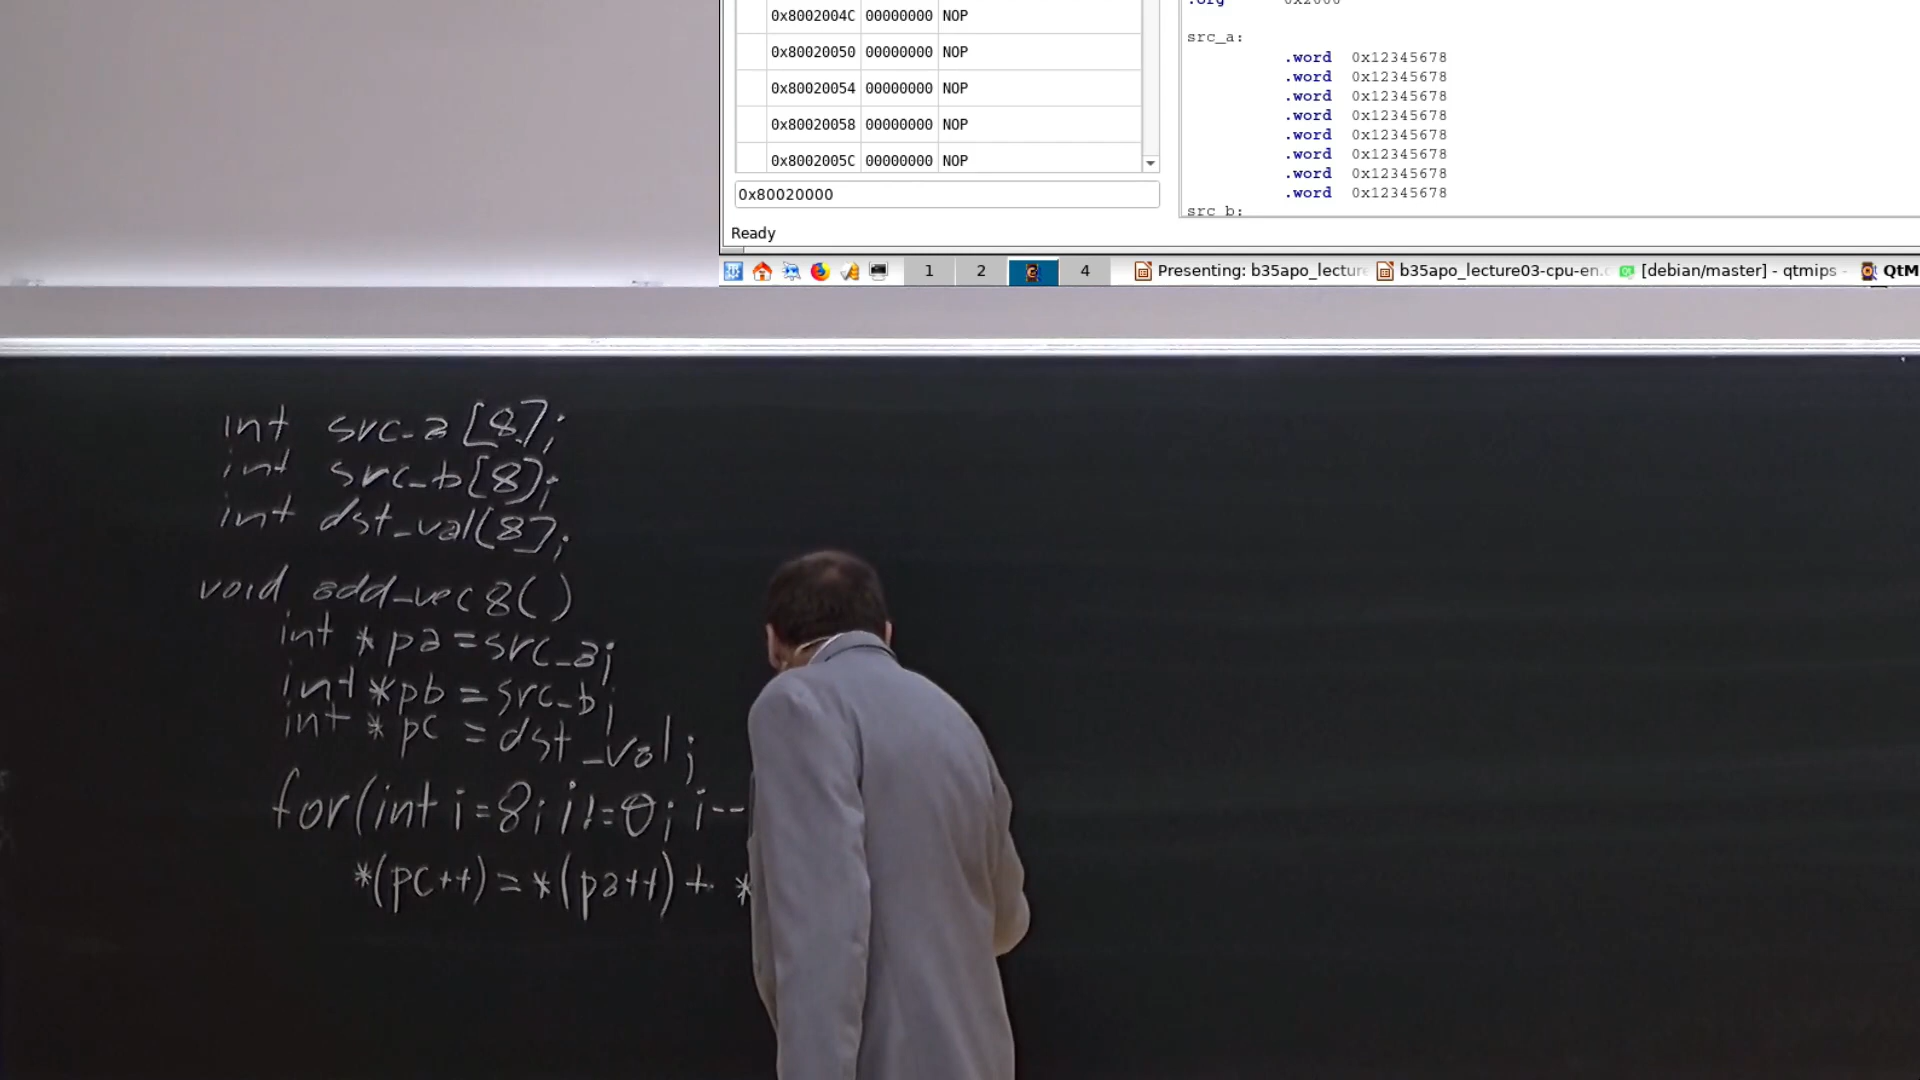 0x8002004C 00000000 NOP
0x80020050 00000000 NOP
0x80020054 00000000 NOP
0x80020058 00000000 NOP
0x8002005C 00000000 NOP
0x80020000
Ready
.org 0x2000
src_a:
.word 0x12345678
.word 0x12345678
.word 0x12345678
.word 0x12345678
.word 0x12345678
.word 0x12345678
.word 0x12345678
.word 0x12345678
src_b:
1 2 4 Presenting: b35apo_lecture b35apo_lecture03-cpu-en. [debian/master] - qtmips - QtM
int src_a[8];
int src_b[8];
int dst_val[8];
void add_vec8()
int *pa=src_a;
int *pb = src_b;
int *pc = dst_val;
for(int i=8; i!=0; i--
*(pc++) = *(pa++) + *